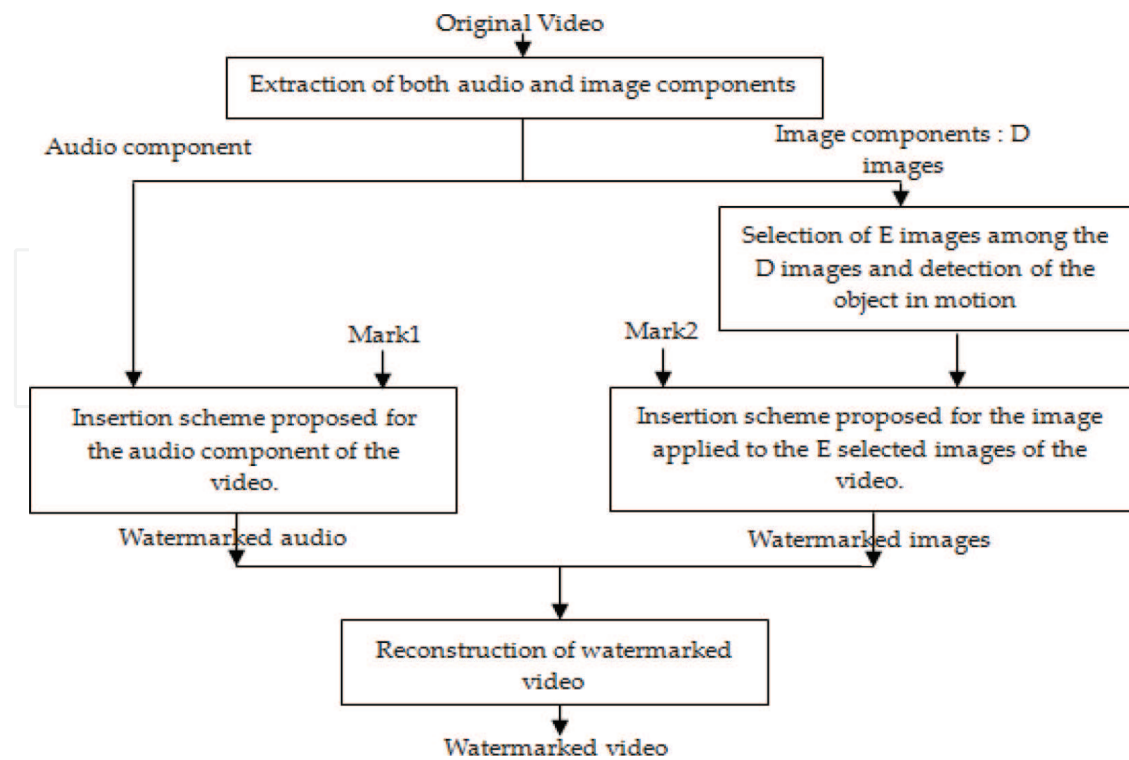 Original Video
Extraction of both audio and image components
Audio component
Image components : D
images
Selection of E images among the
D images and detection of the
object in motion
Mark1
Mark2
Insertion scheme proposed for
the audio component of the
video.
Insertion scheme proposed for the image
applied to the E selected images of the
video.
Watermarked audio
Watermarked images
Reconstruction of watermarked
video
Watermarked video